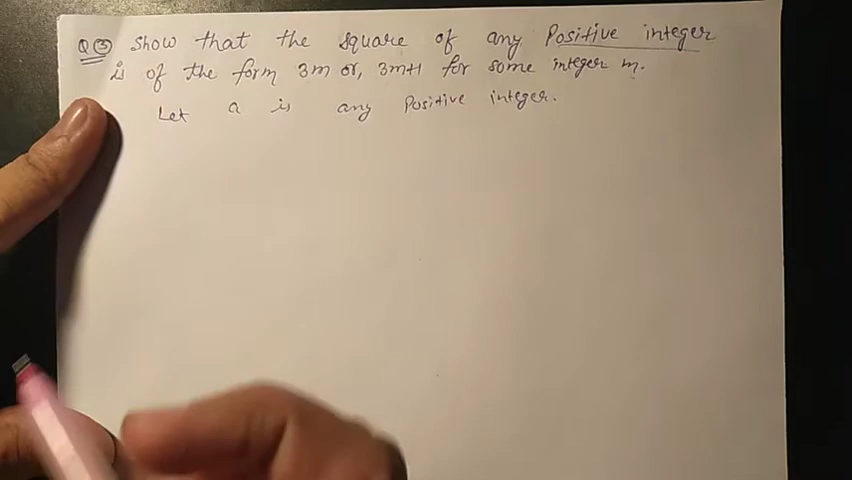 Q③ Show that the square of any Positive integer
is of the form 3m or, 3m+1 for some integer m.
Let a is any Positive integer.